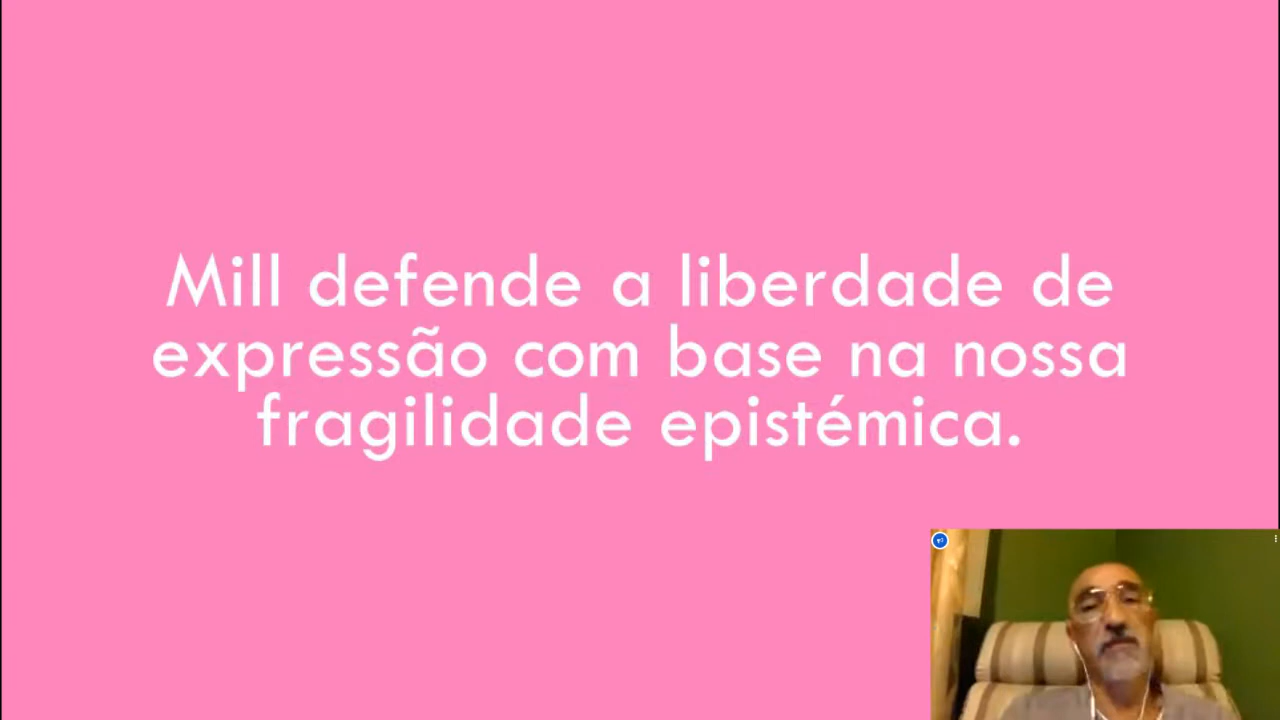 Mill defende a liberdade de
expressão com base na nossa
fragilidade epistémica.